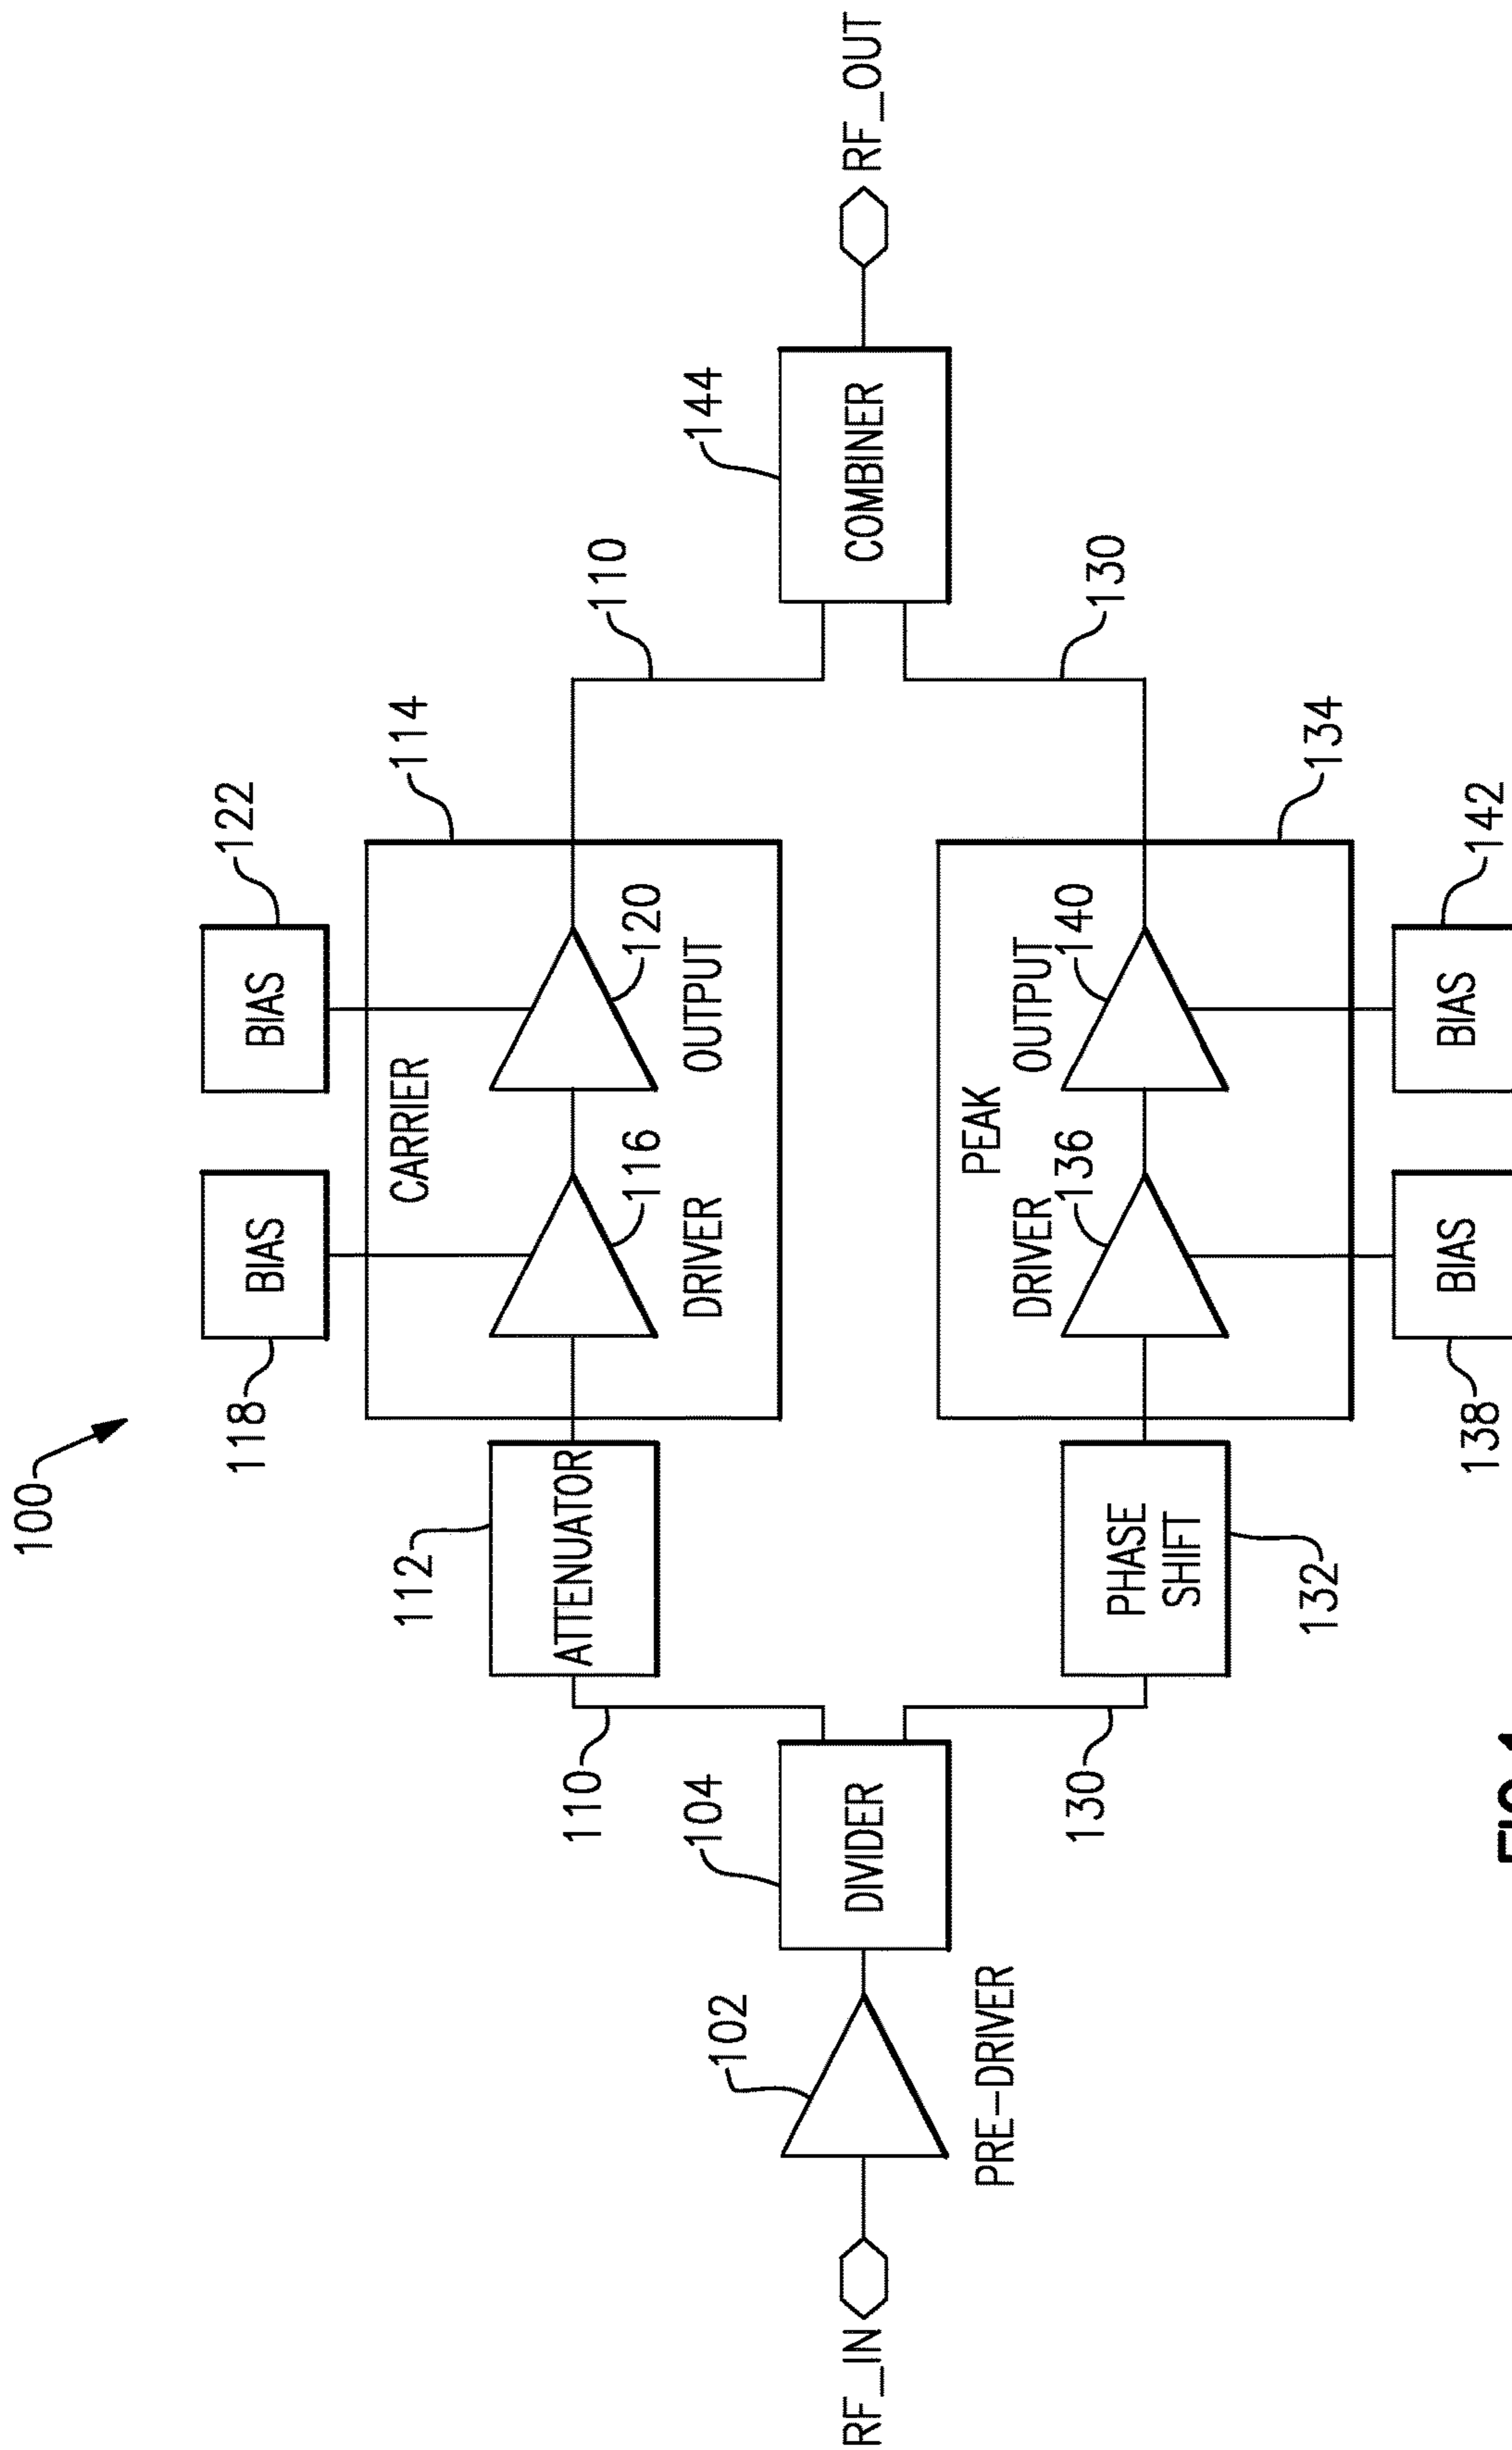 100
118
BIAS
122
BIAS
114
CARRIER
112
ATTENUATOR
116
DRIVER
120
OUTPUT
110
110
RF_IN
102
PRE-DRIVER
104
DIVIDER
144
COMBINER
RF_OUT
130
130
PHASE
SHIFT
132
PEAK
DRIVER
136
OUTPUT
140
134
138
BIAS
142
BIAS